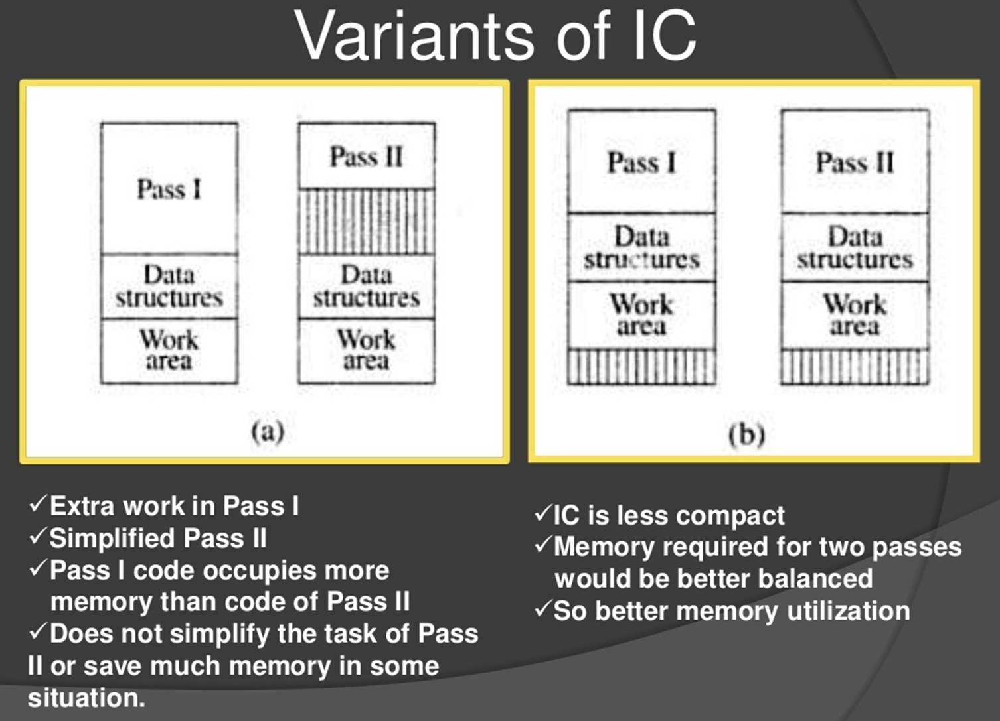 Variants of IC
Pass I
Data
structures
Work
area
Pass II
Data
structures
Work
area
(a)
Pass I
Data
structures
Work
area
Pass II
Data
structures
Work
area
(b)
✓Extra work in Pass I
✓Simplified Pass II
✓Pass I code occupies more
memory than code of Pass II
✓Does not simplify the task of Pass
II or save much memory in some
situation.
✓IC is less compact
✓Memory required for two passes
would be better balanced
✓So better memory utilization